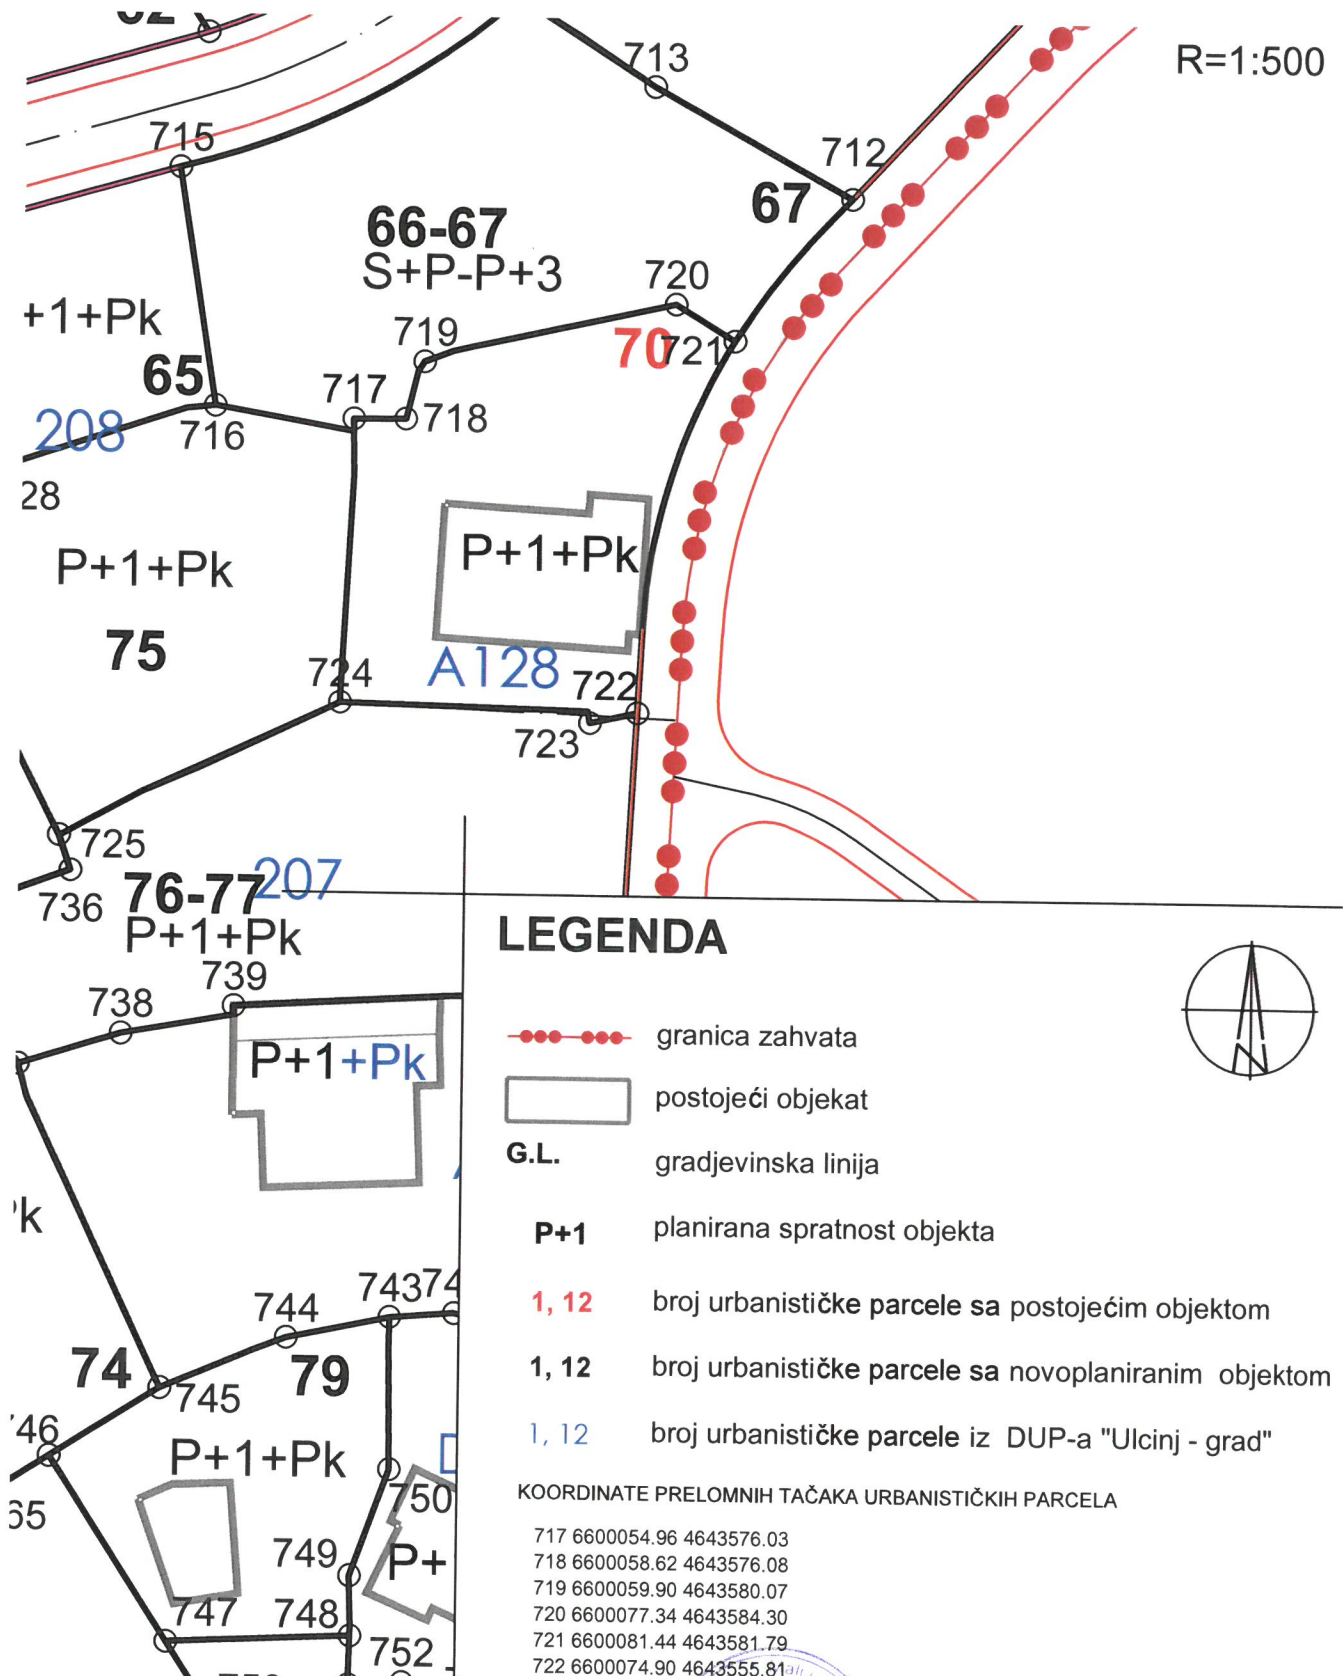 R=1:500
713
715
712
67
66-67
S+P-P+3
720
+1+Pk
719
70
721
65
717
208
716
718
28
P+1+Pk
P+1+Pk
75
724
A128
722
723
725
207
76-77
736
P+1+Pk
LEGENDA
739
738
granica zahvata
P+1+Pk
postojeći objekat
G.L. gradjevinska linija
P+1 planirana spratnost objekta
743
744
1, 12 broj urbanističke parcele sa postojećim objektom
74
79
1, 12 broj urbanističke parcele sa novoplaniranim objektom
745
1, 12 broj urbanističke parcele iz DUP-a "Ulcinj - grad"
P+1+Pk
750
KOORDINATE PRELOMNIH TAČAKA URBANISTIČKIH PARCELA
717 6600054.96 4643576.03
749
P+
718 6600058.62 4643576.08
719 6600059.90 4643580.07
747
748
720 6600077.34 4643584.30
721 6600081.44 4643581.79
752
722 6600074.90 4643555.81